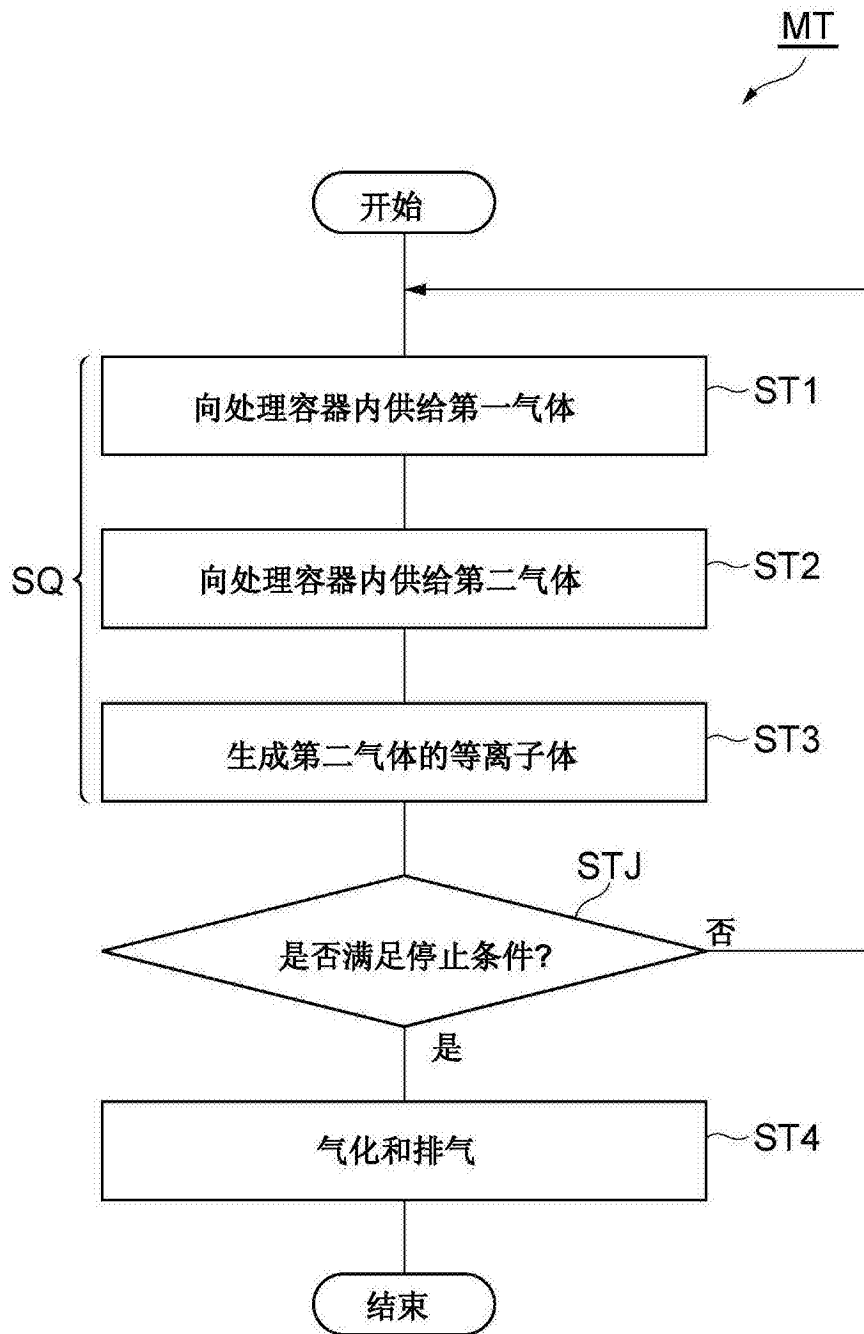 MT
开始
向处理容器内供给第一气体
ST1
SQ
向处理容器内供给第二气体
ST2
生成第二气体的等离子体
ST3
STJ
是否满足停止条件?
否
是
气化和排气
ST4
结束